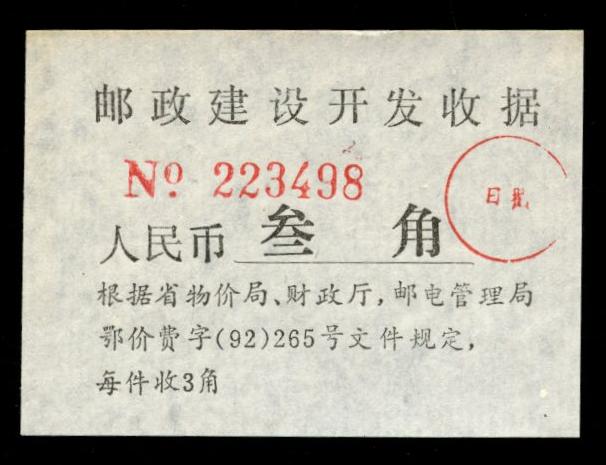 邮政建设开发收据
№ 223498
日戳
人民币 叁 角
根据省物价局、财政厅,邮电管理局
鄂价费字(92)265号文件规定,
每件收3角